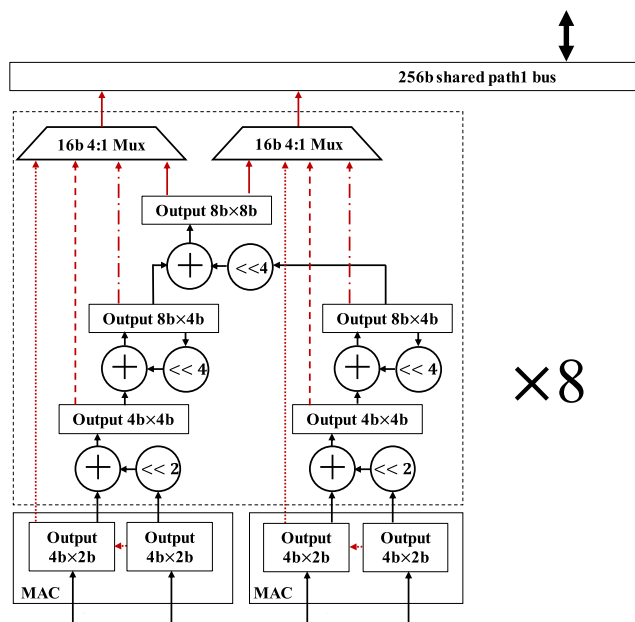 256b shared path1 bus
16b 4:1 Mux
16b 4:1 Mux
Output 8b×8b
+
<<4
Output 8b×4b
Output 8b×4b
+
<< 4
+
<< 4
×8
Output 4b×4b
Output 4b×4b
+
<< 2
+
<< 2
Output
4b×2b
Output
4b×2b
Output
4b×2b
Output
4b×2b
MAC
MAC